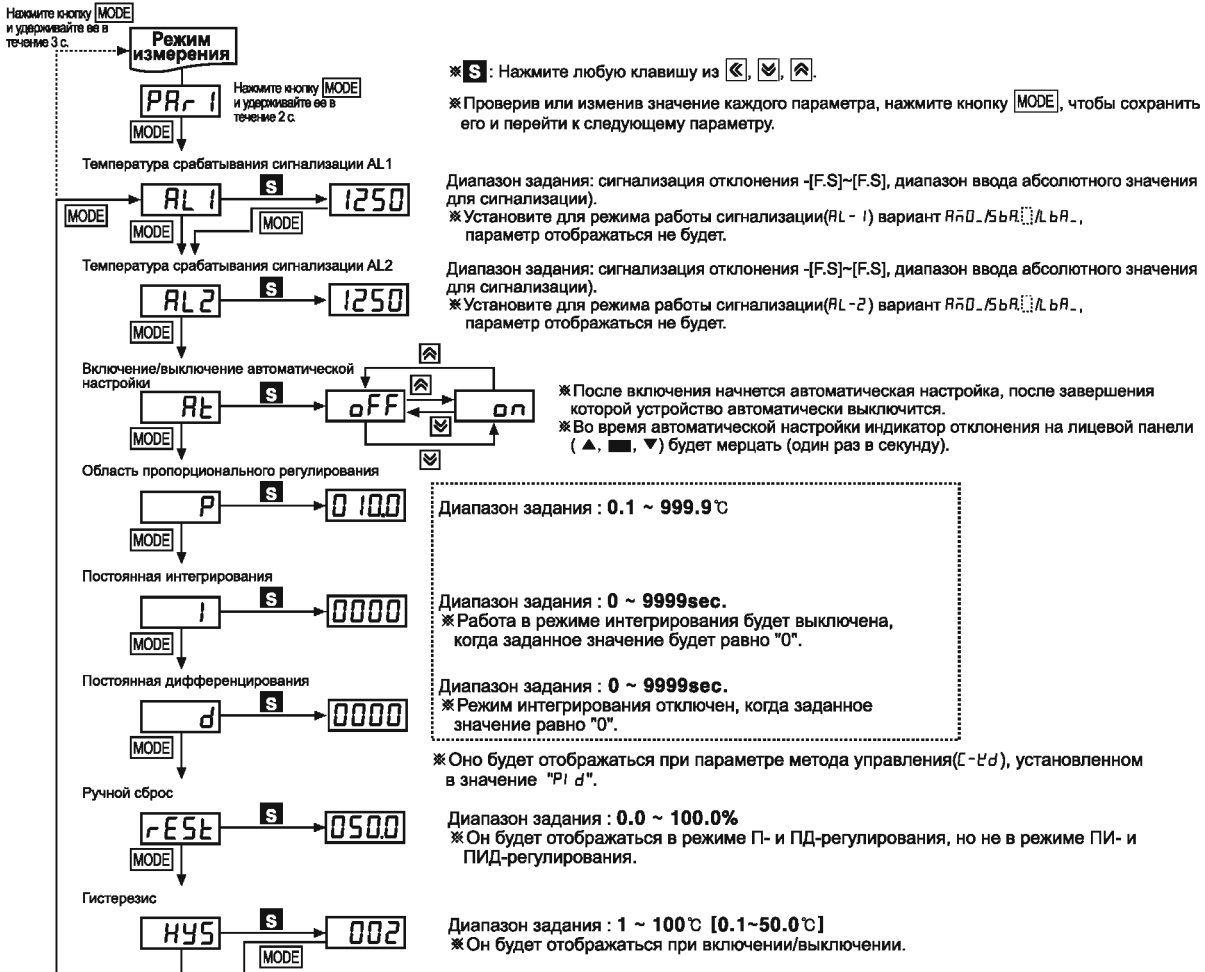 Нажмите кнопку MODE
и удерживайте ее в
течение 3 с.
Режим
измерения
※ S : Нажмите любую клавишу из «, ︾, ︽.
PAr 1
Нажмите кнопку MODE
и удерживайте ее в
течение 2 с.
※Проверив или изменив значение каждого параметра, нажмите кнопку MODE, чтобы сохранить
его и перейти к следующему параметру.
MODE
Температура срабатывания сигнализации AL1
AL 1
S
1250
MODE
MODE
MODE
Диапазон задания: сигнализация отклонения -[F.S]~[F.S], диапазон ввода абсолютного значения
для сигнализации).
※Установите для режима работы сигнализации(AL- 1) вариант Am0_/SbA.⬚/LbA_,
параметр отображаться не будет.
Температура срабатывания сигнализации AL2
AL2
S
1250
MODE
Диапазон задания: сигнализация отклонения -[F.S]~[F.S], диапазон ввода абсолютного значения
для сигнализации).
※Установите для режима работы сигнализации(AL-2) вариант Am0_/SbA.⬚/LbA_,
параметр отображаться не будет.
Включение/выключение автоматической
настройки
At
S
oFF
on
︽
︽
︾
︾
MODE
※После включения начнется автоматическая настройка, после завершения
которой устройство автоматически выключится.
※Во время автоматической настройки индикатор отклонения на лицевой панели
( ▲, ▬, ▼) будет мерцать (один раз в секунду).
Область пропорционального регулирования
P
S
010.0
MODE
Диапазон задания : 0.1 ~ 999.9℃
Постоянная интегрирования
I
S
0000
MODE
Диапазон задания : 0 ~ 9999sec.
※Работа в режиме интегрирования будет выключена,
когда заданное значение будет равно "0".
Постоянная дифференцирования
d
S
0000
MODE
Диапазон задания : 0 ~ 9999sec.
※Режим интегрирования отключен, когда заданное
значение равно "0".
※Оно будет отображаться при параметре метода управления(C-td), установленном
в значение "PI d".
Ручной сброс
rESt
S
050.0
MODE
Диапазон задания : 0.0 ~ 100.0%
※Он будет отображаться в режиме П- и ПД-регулирования, но не в режиме ПИ- и
ПИД-регулирования.
Гистерезис
HYS
S
002
MODE
Диапазон задания : 1 ~ 100℃ [0.1~50.0℃]
※Он будет отображаться при включении/выключении.